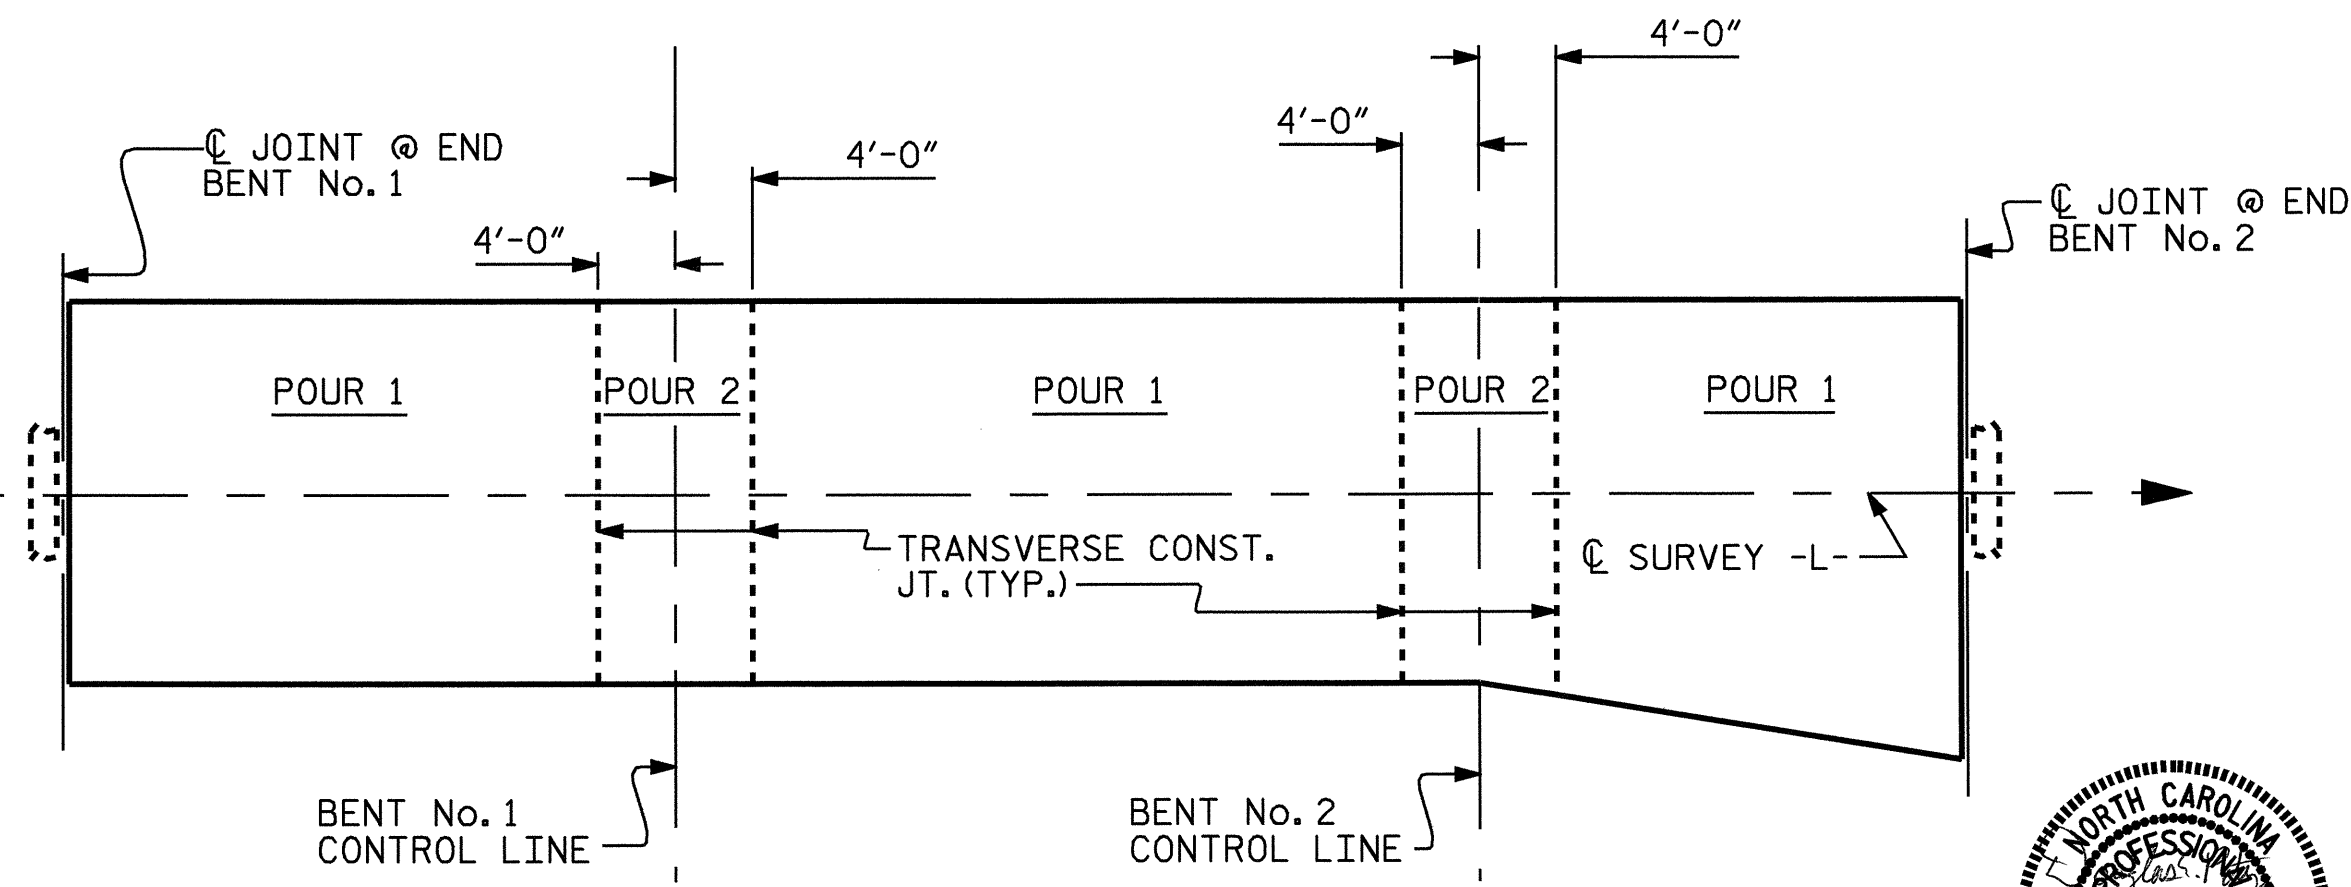 4'-0"
4'-0"
℄ JOINT @ END
BENT No. 1
4'-0"
4'-0"
℄ JOINT @ END
BENT No. 2
POUR 1
POUR 2
POUR 1
POUR 2
POUR 1
TRANSVERSE CONST.
JT. (TYP.)
℄ SURVEY -L-
BENT No. 1
CONTROL LINE
BENT No. 2
CONTROL LINE
NORTH CAROLINA